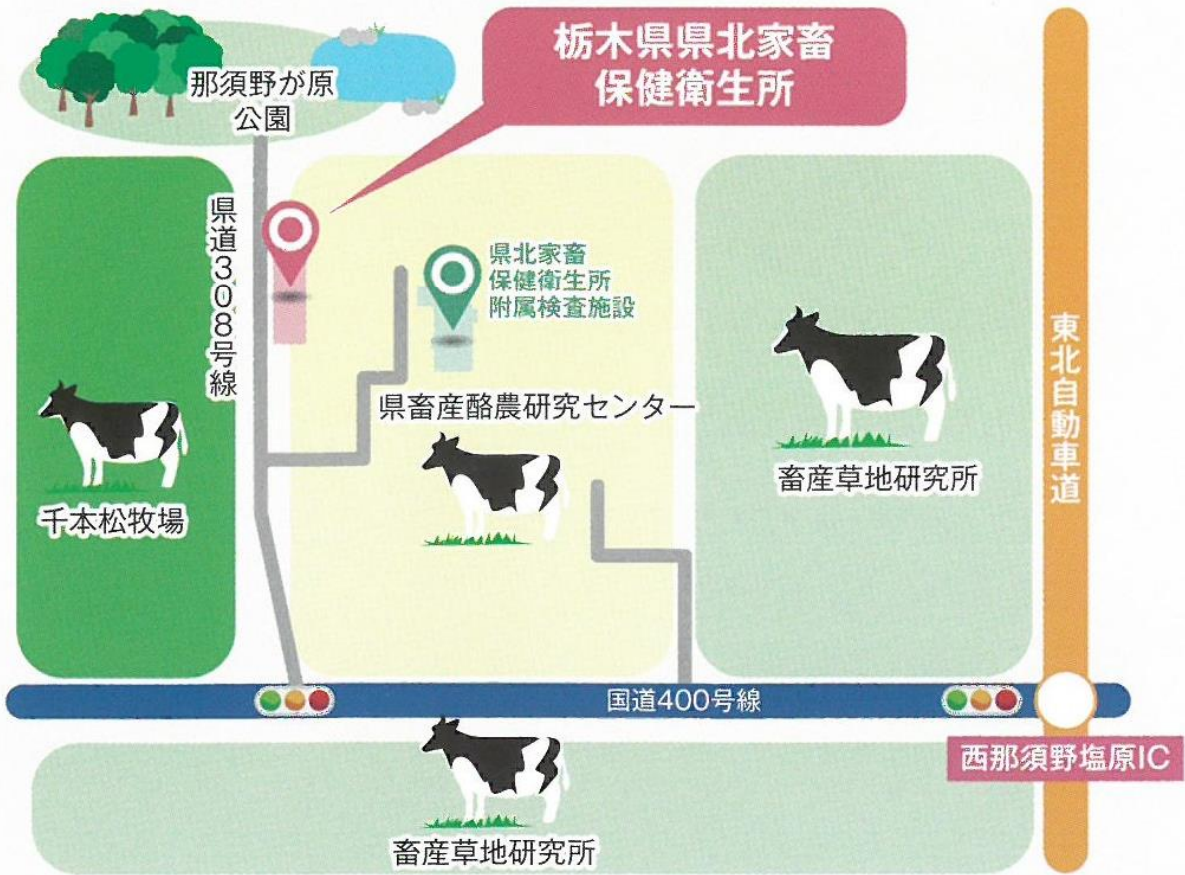 栃木県県北家畜
保健衛生所
那須野が原
公園
県道308号線
県北家畜
保健衛生所
附属検査施設
東北自動車道
県畜産酪農研究センター
畜産草地研究所
千本松牧場
国道400号線
西那須野塩原IC
畜産草地研究所